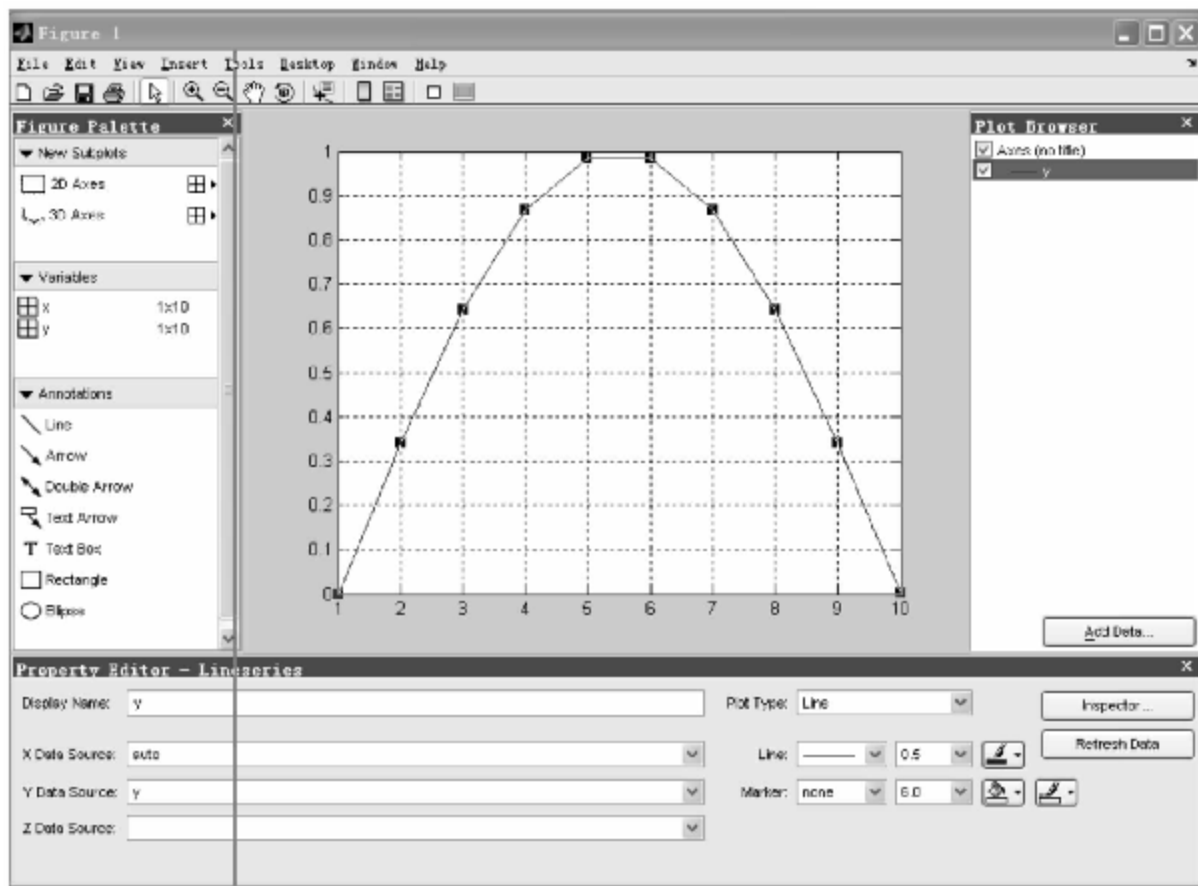 Figure 1
File Edit View Insert Tools Desktop Window Help
Figure Palette
New Subplots
2D Axes
3D Axes
Variables
x 1x10
y 1x10
Annotations
Line
Arrow
Double Arrow
Text Arrow
T Text Box
Rectangle
Ellipse
1
0.9
0.8
0.7
0.6
0.5
0.4
0.3
0.2
0.1
0
1 2 3 4 5 6 7 8 9 10
Plot Browser
Axes (no title)
y
Add Data...
Property Editor - Lineseries
Display Name: y
Plot Type: Line
Inspector...
X Data Source: auto
Line: 0.5
Refresh Data
Y Data Source: y
Marker: none 6.0
Z Data Source: